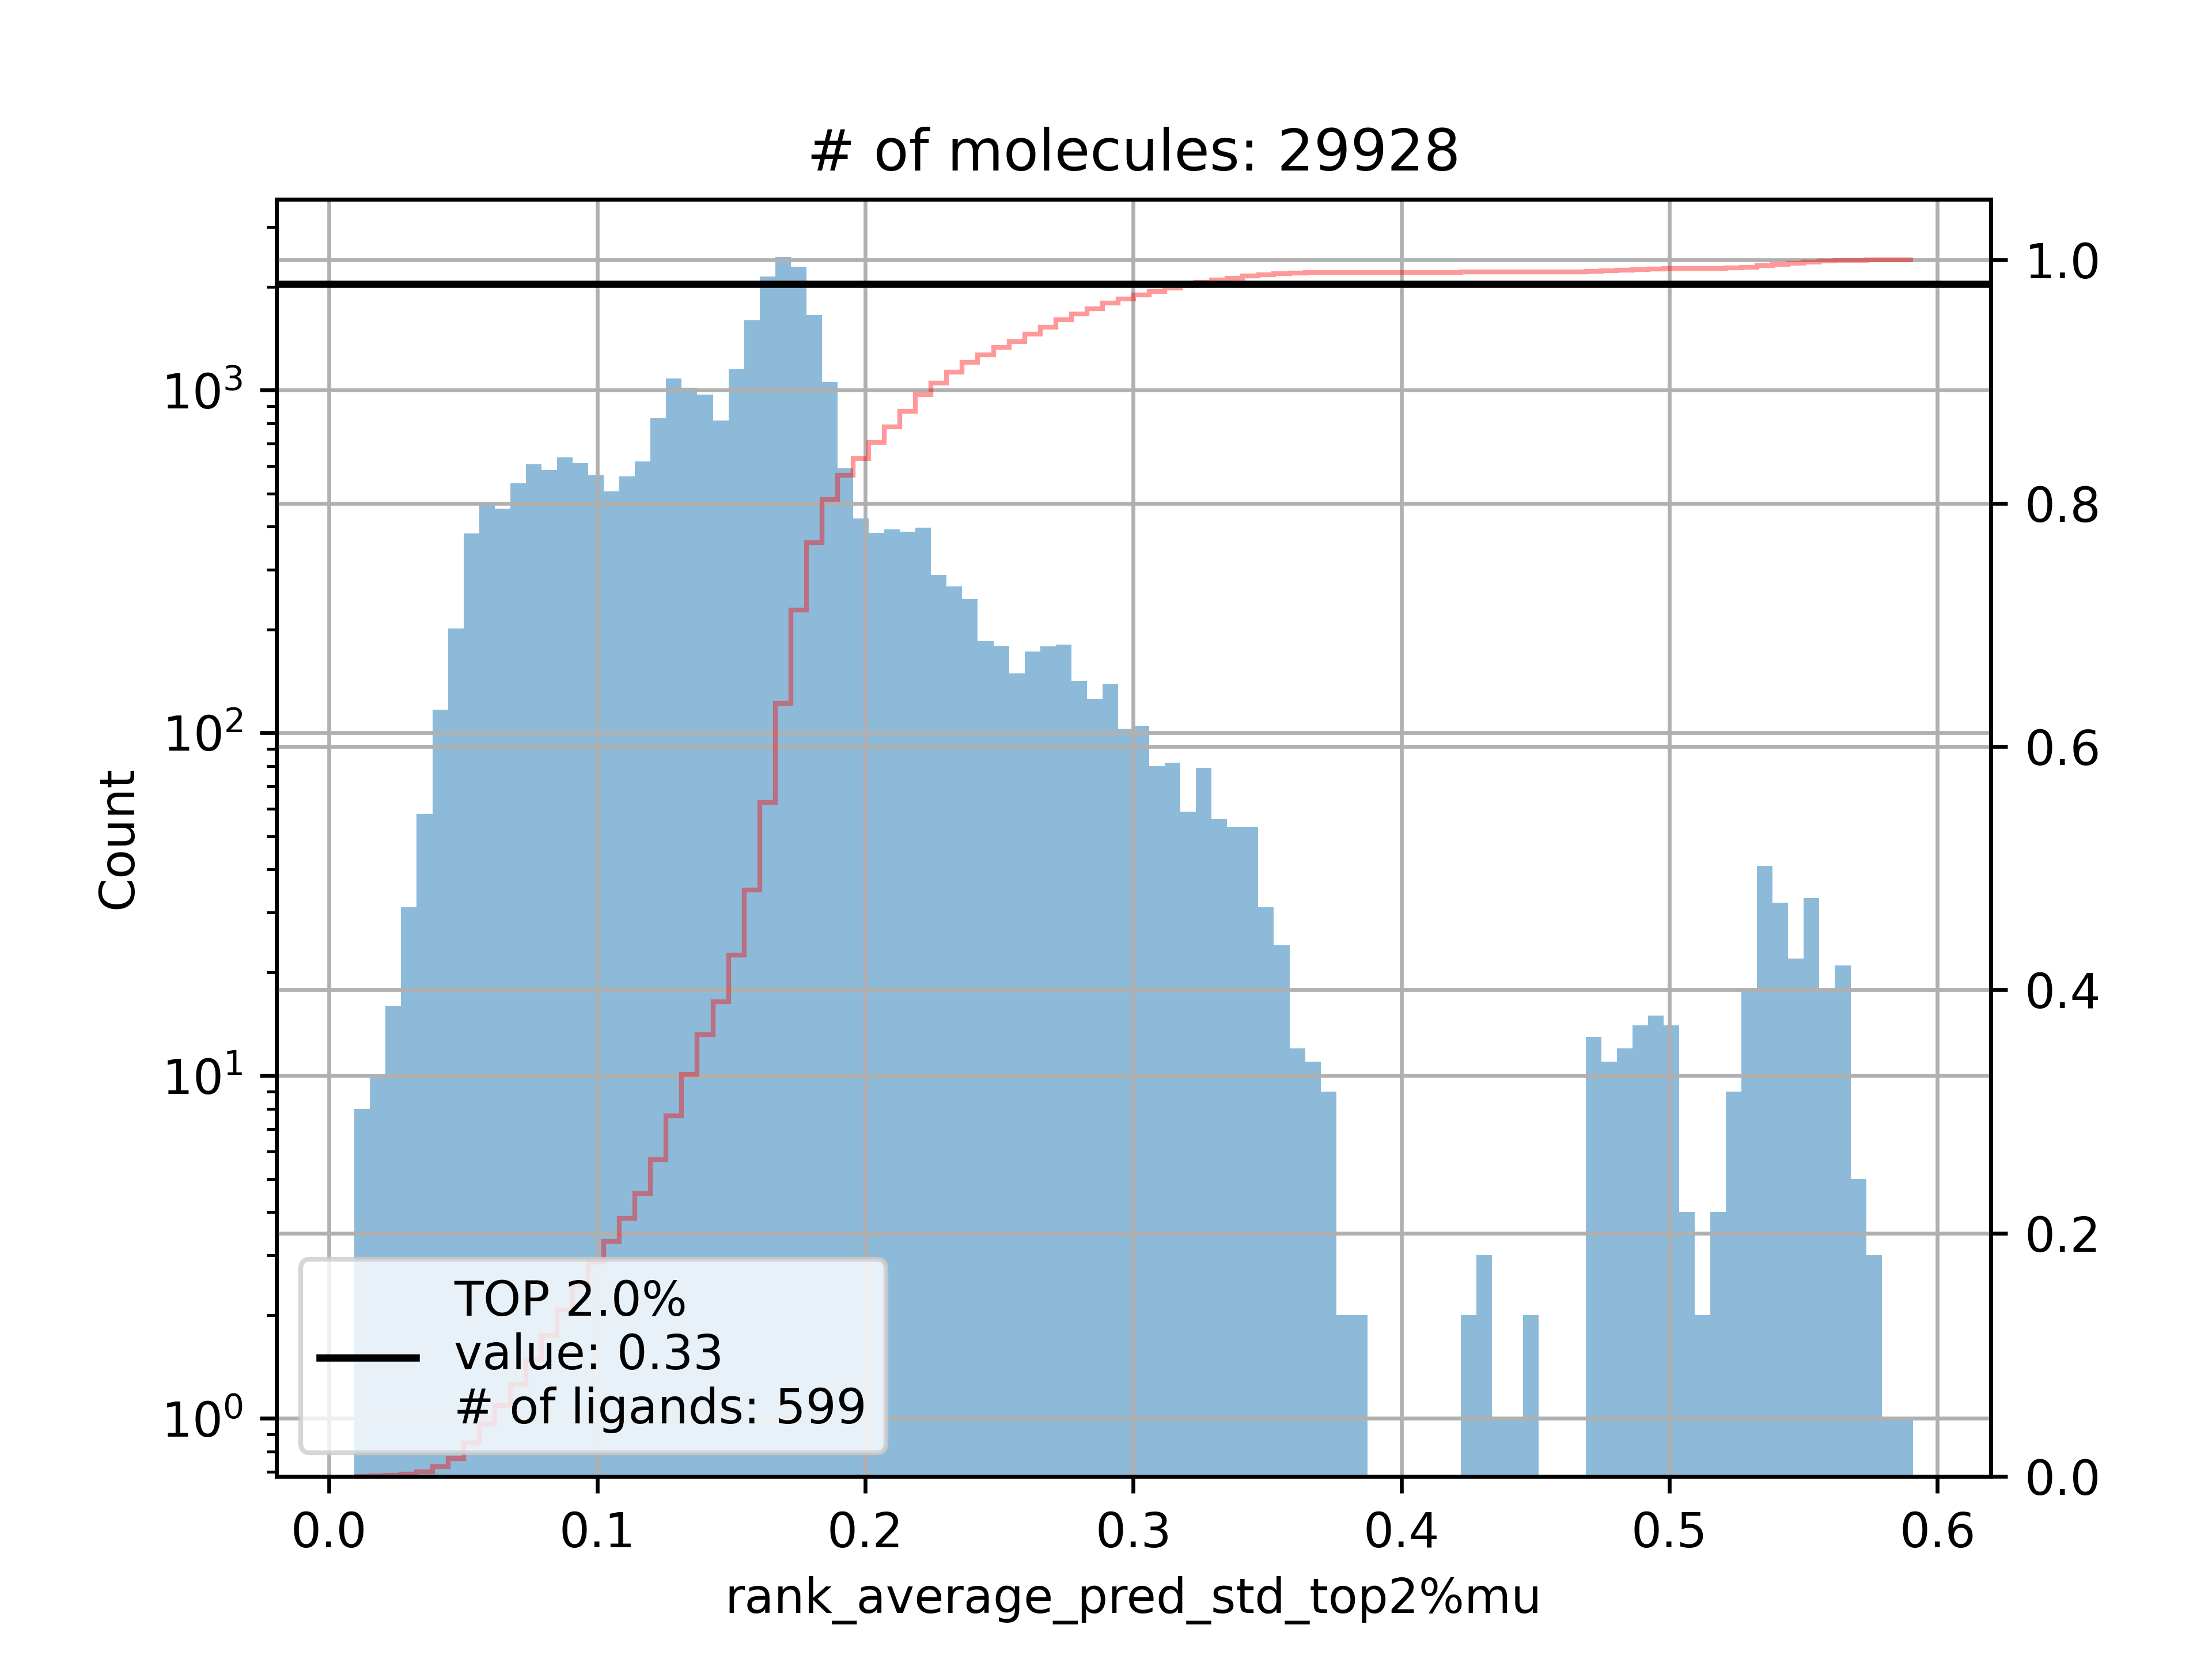 # of molecules: 29928
Count
10³
10²
10¹
10⁰
1.0
0.8
0.6
0.4
0.2
0.0
TOP 2.0%
value: 0.33
# of ligands: 599
0.0 0.1 0.2 0.3 0.4 0.5 0.6
rank_average_pred_std_top2%mu